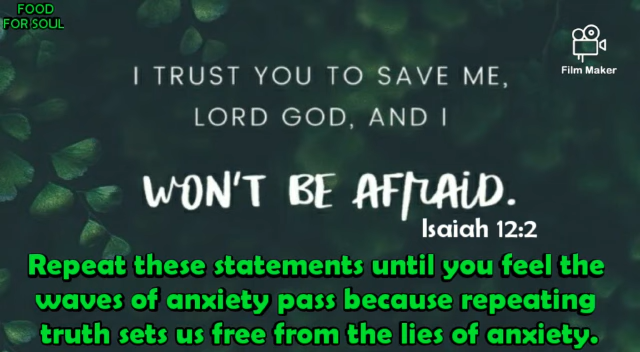 FOOD
FOR SOUL
Film Maker
I TRUST YOU TO SAVE ME,
LORD GOD, AND I
WON'T BE AFRAID.
Isaiah 12:2
Repeat these statements until you feel the
waves of anxiety pass because repeating
truth sets us free from the lies of anxiety.